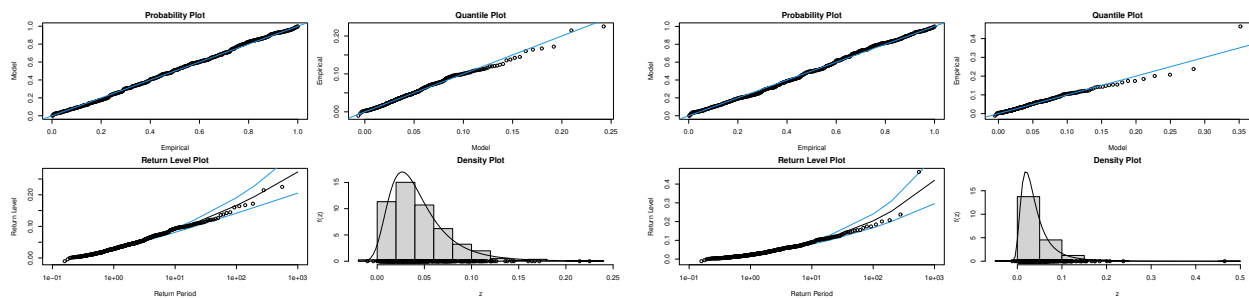 Probability Plot
Model
0.0 0.2 0.4 0.6 0.8 1.0
0.0 0.2 0.4 0.6 0.8 1.0
Empirical
Quantile Plot
Empirical
0.00 0.10 0.20
0.00 0.05 0.10 0.15 0.20 0.25
Model
Return Level Plot
Return Level
0.00 0.10 0.20
1e-01 1e+00 1e+01 1e+02 1e+03
Return Period
Density Plot
f(z)
0 5 10 15
0.00 0.05 0.10 0.15 0.20 0.25
z
Probability Plot
Model
0.0 0.2 0.4 0.6 0.8 1.0
0.0 0.2 0.4 0.6 0.8 1.0
Empirical
Quantile Plot
Empirical
0.0 0.1 0.2 0.3 0.4
0.00 0.05 0.10 0.15 0.20 0.25 0.30 0.35
Model
Return Level Plot
Return Level
0.0 0.1 0.2 0.3 0.4
1e-01 1e+00 1e+01 1e+02 1e+03
Return Period
Density Plot
f(z)
0 5 10 15
0.0 0.1 0.2 0.3 0.4 0.5
z